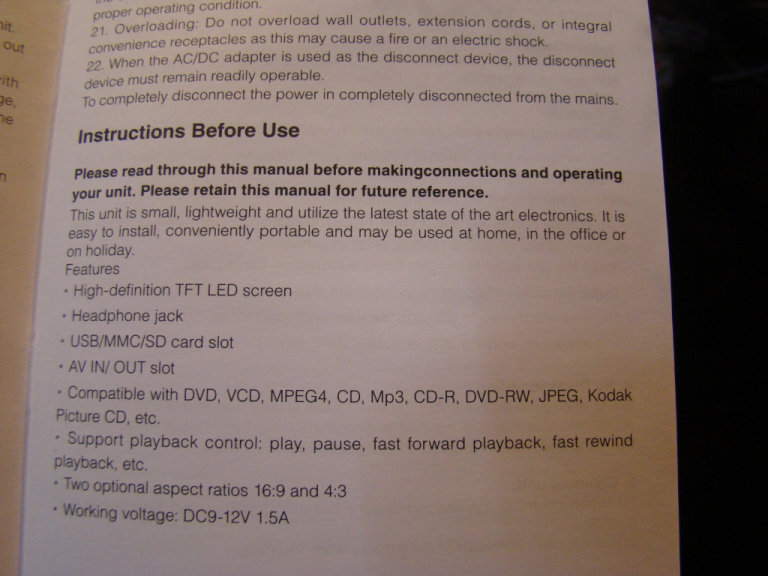 proper operating condition.
21. Overloading: Do not overload wall outlets, extension cords, or integral
convenience receptacles as this may cause a fire or an electric shock.
22. When the AC/DC adapter is used as the disconnect device, the disconnect
device must remain readily operable.
To completely disconnect the power in completely disconnected from the mains.
Instructions Before Use
Please read through this manual before makingconnections and operating
your unit. Please retain this manual for future reference.
This unit is small, lightweight and utilize the latest state of the art electronics. It is
easy to install, conveniently portable and may be used at home, in the office or
on holiday.
Features
• High-definition TFT LED screen
• Headphone jack
• USB/MMC/SD card slot
• AV IN/ OUT slot
• Compatible with DVD, VCD, MPEG4, CD, Mp3, CD-R, DVD-RW, JPEG, Kodak
Picture CD, etc.
• Support playback control: play, pause, fast forward playback, fast rewind
playback, etc.
• Two optional aspect ratios 16:9 and 4:3
• Working voltage: DC9-12V 1.5A